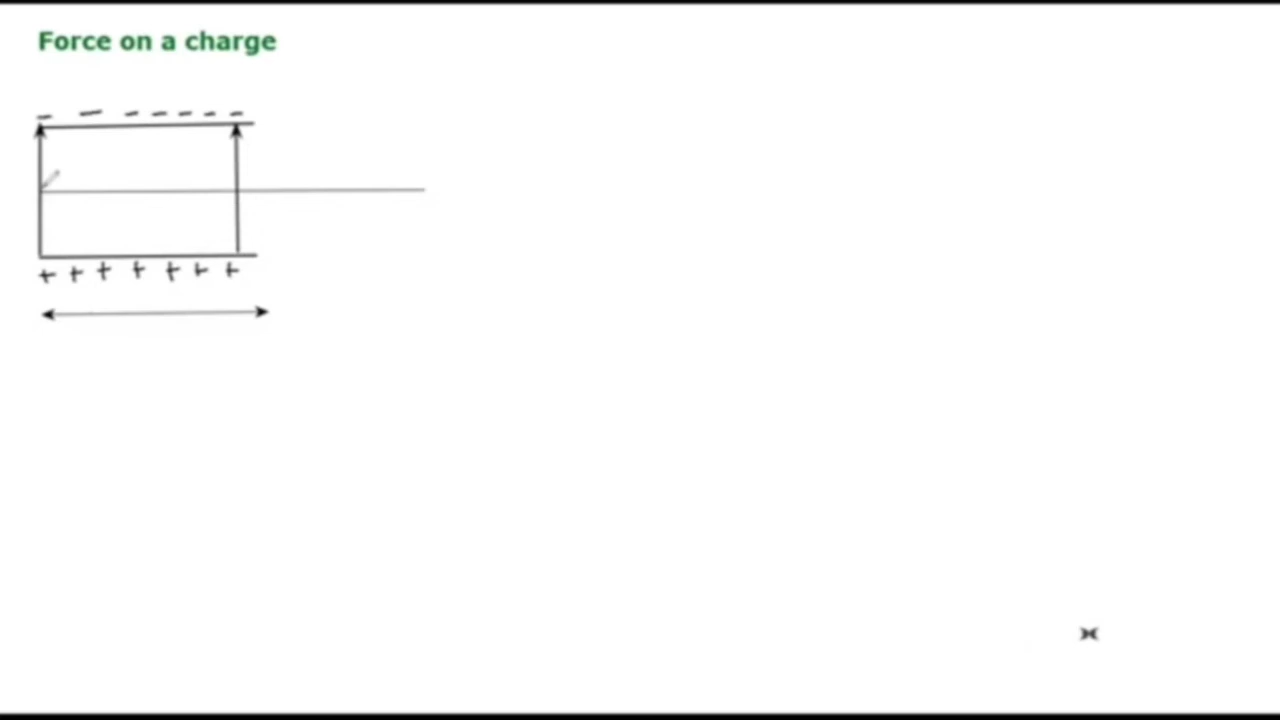 Force on a charge
- - - - - - -
+ + + + + + +